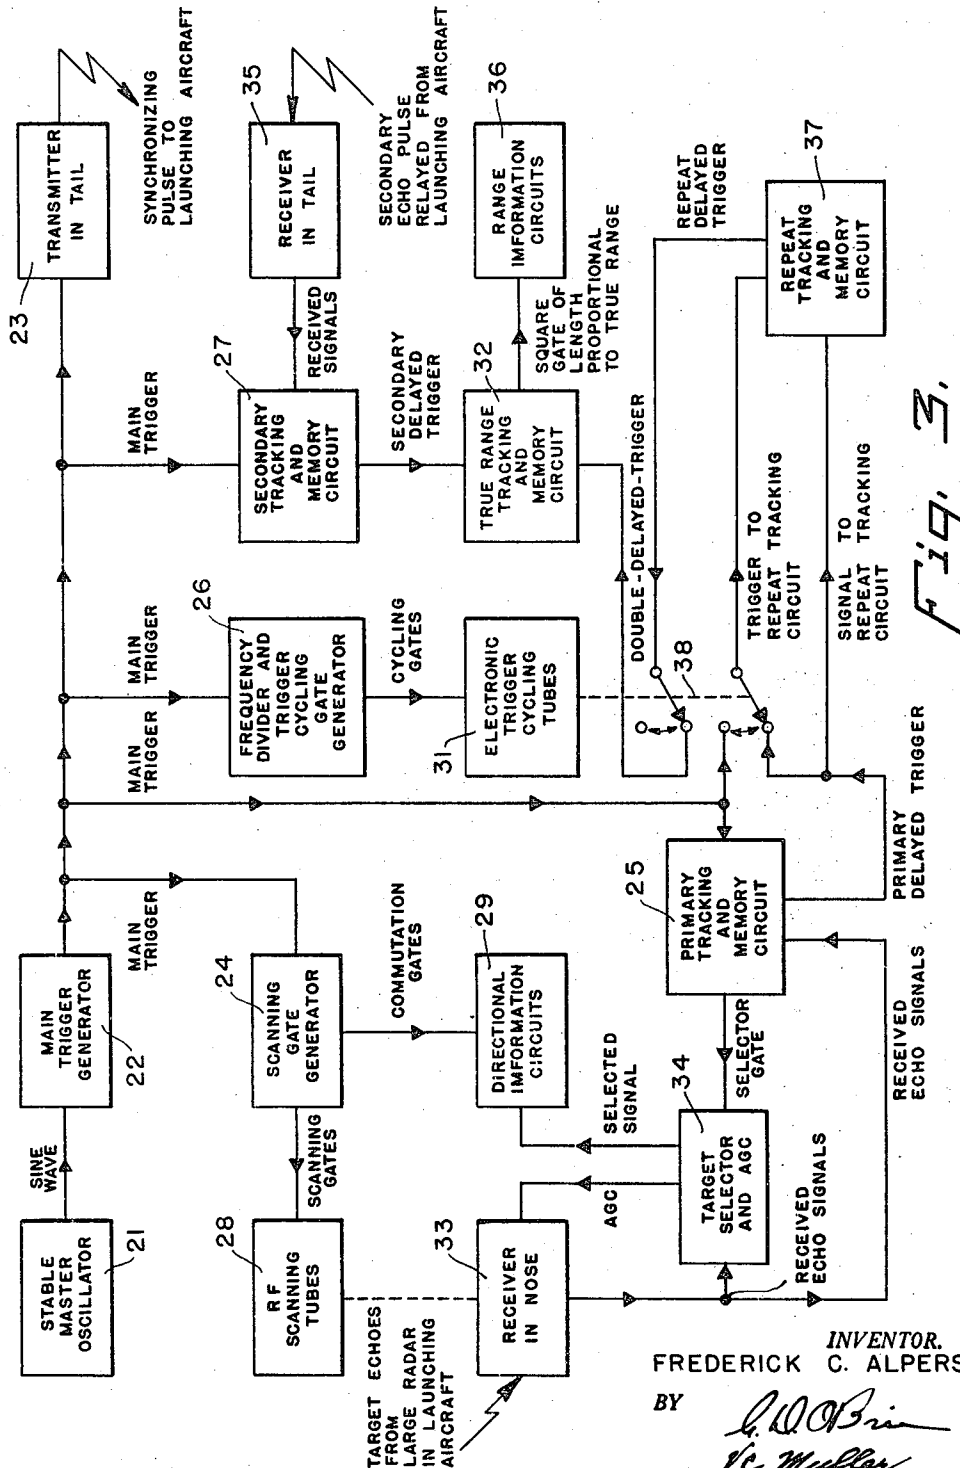 STABLE
MASTER
OSCILLATOR
21
SINE
WAVE
MAIN
TRIGGER
GENERATOR
22
MAIN
TRIGGER
MAIN
TRIGGER
MAIN
TRIGGER
MAIN
TRIGGER
TRANSMITTER
IN TAIL
23
SYNCHRONIZING
PULSE TO
LAUNCHING AIRCRAFT
RF
SCANNING
TUBES
28
SCANNING
GATES
SCANNING
GATE
GENERATOR
24
FREQUENCY
DIVIDER AND
TRIGGER
CYCLING
GATE
GENERATOR
26
SECONDARY
TRACKING
AND
MEMORY
CIRCUIT
27
RECEIVED
SIGNALS
RECEIVER
IN TAIL
35
SECONDARY
ECHO PULSE
RELAYED FROM
LAUNCHING AIRCRAFT
TARGET ECHOES
FROM
LARGE RADAR
IN LAUNCHING
AIRCRAFT
COMMUTATION
GATES
CYCLING
GATES
SECONDARY
DELAYED
TRIGGER
RECEIVER
IN NOSE
33
DIRECTIONAL
IMFORMATION
CIRCUITS
29
ELECTRONIC
TRIGGER
CYCLING
TUBES
31
TRUE RANGE
TRACKING
AND
MEMORY
CIRCUIT
32
RANGE
IMFORMATION
CIRCUITS
36
SQUARE
GATE OF
LENGTH
PROPORTIONAL
TO TRUE RANGE
AGC
SELECTED
SIGNAL
DOUBLE-DELAYED-TRIGGER
38
REPEAT
DELAYED
TRIGGER
TARGET
SELECTOR
AND AGC
34
SELECTOR
GATE
PRIMARY
TRACKING
AND
MEMORY
CIRCUIT
25
TRIGGER TO
REPEAT TRACKING
CIRCUIT
REPEAT
TRACKING
AND
MEMORY
CIRCUIT
37
RECEIVED
ECHO SIGNALS
SIGNAL TO
REPEAT TRACKING
CIRCUIT
RECEIVED
ECHO SIGNALS
PRIMARY
DELAYED TRIGGER
Fig. 3.
INVENTOR.
FREDERICK C. ALPERS
BY
G. D. O'Brien
V. C. Muller